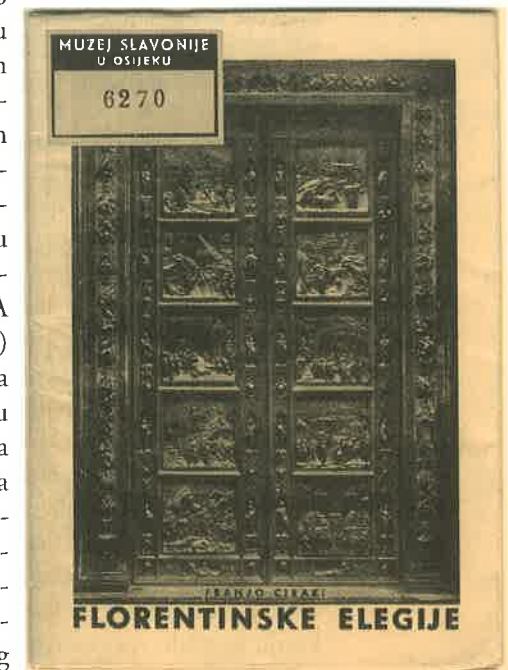 MUZEJ SLAVONIJE
U OSIJEKU
6270
FRANJO CIRAKI
FLORENTINSKE ELEGIJE